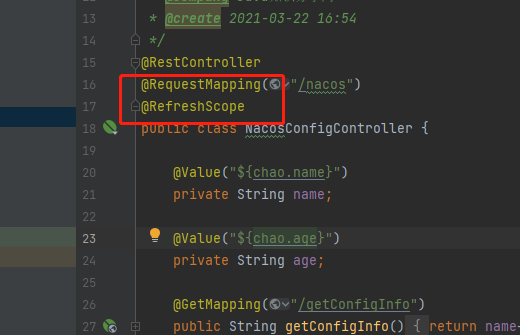 13 * @create 2021-03-22 16:54
14 */
15 @RestController
16 @RequestMapping("/nacos")
17 @RefreshScope
18 public class NacosConfigController {
19
20 @Value("${chao.name}")
21 private String name;
22
23 @Value("${chao.age}")
24 private String age;
25
26 @GetMapping("/getConfigInfo")
27 public String getConfigInfo() { return name